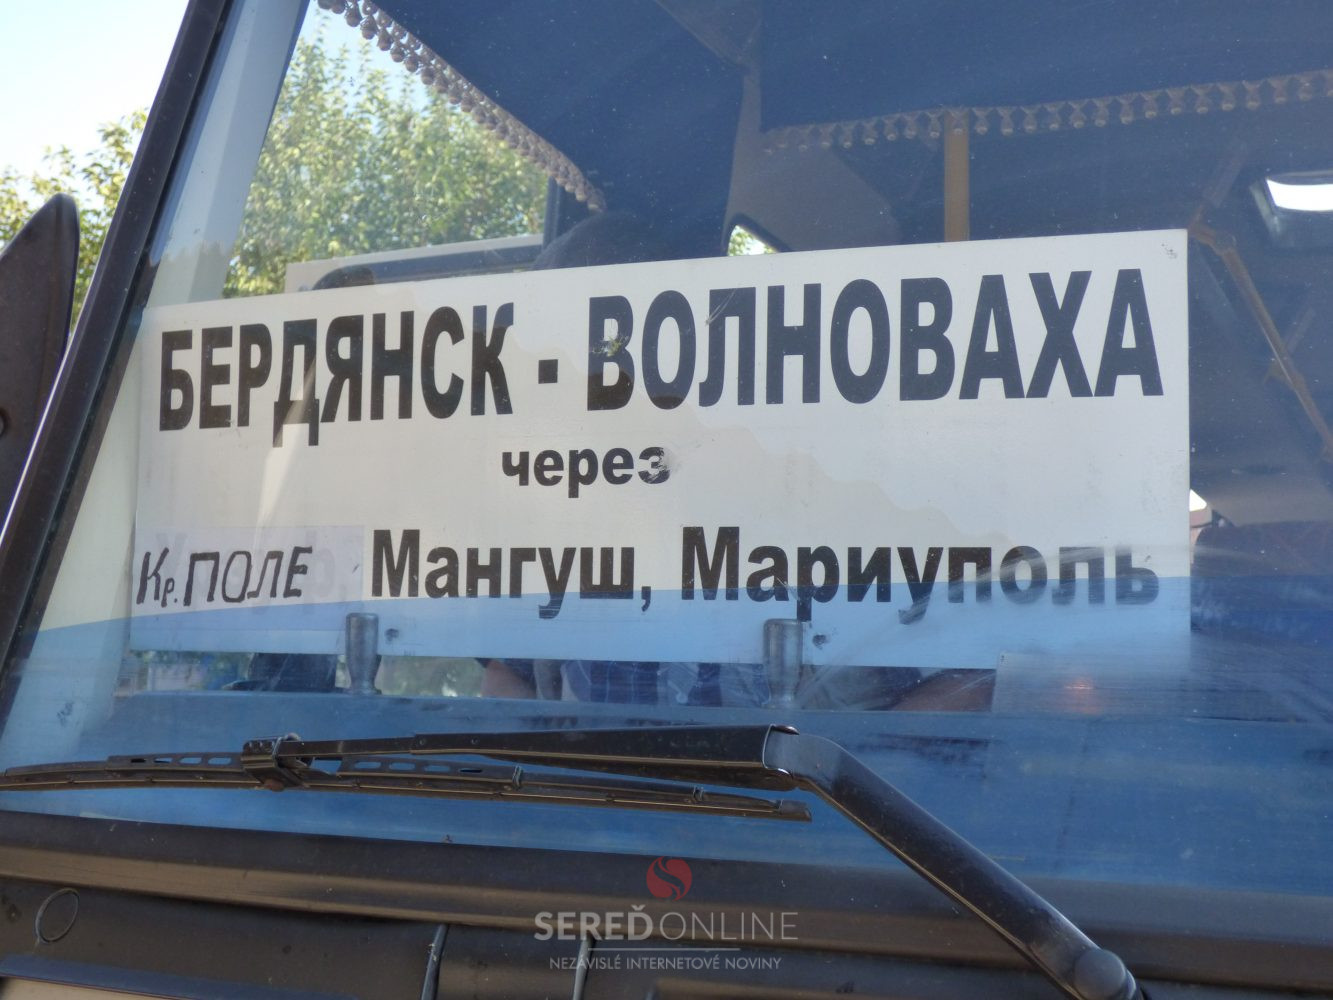 БЕРДЯНСК - ВОЛНОВАХА
через
Кр. ПОЛЕ Мангуш, Мариуполь
SEREĎONLINE
NEZÁVISLÉ INTERNETOVÉ NOVINY